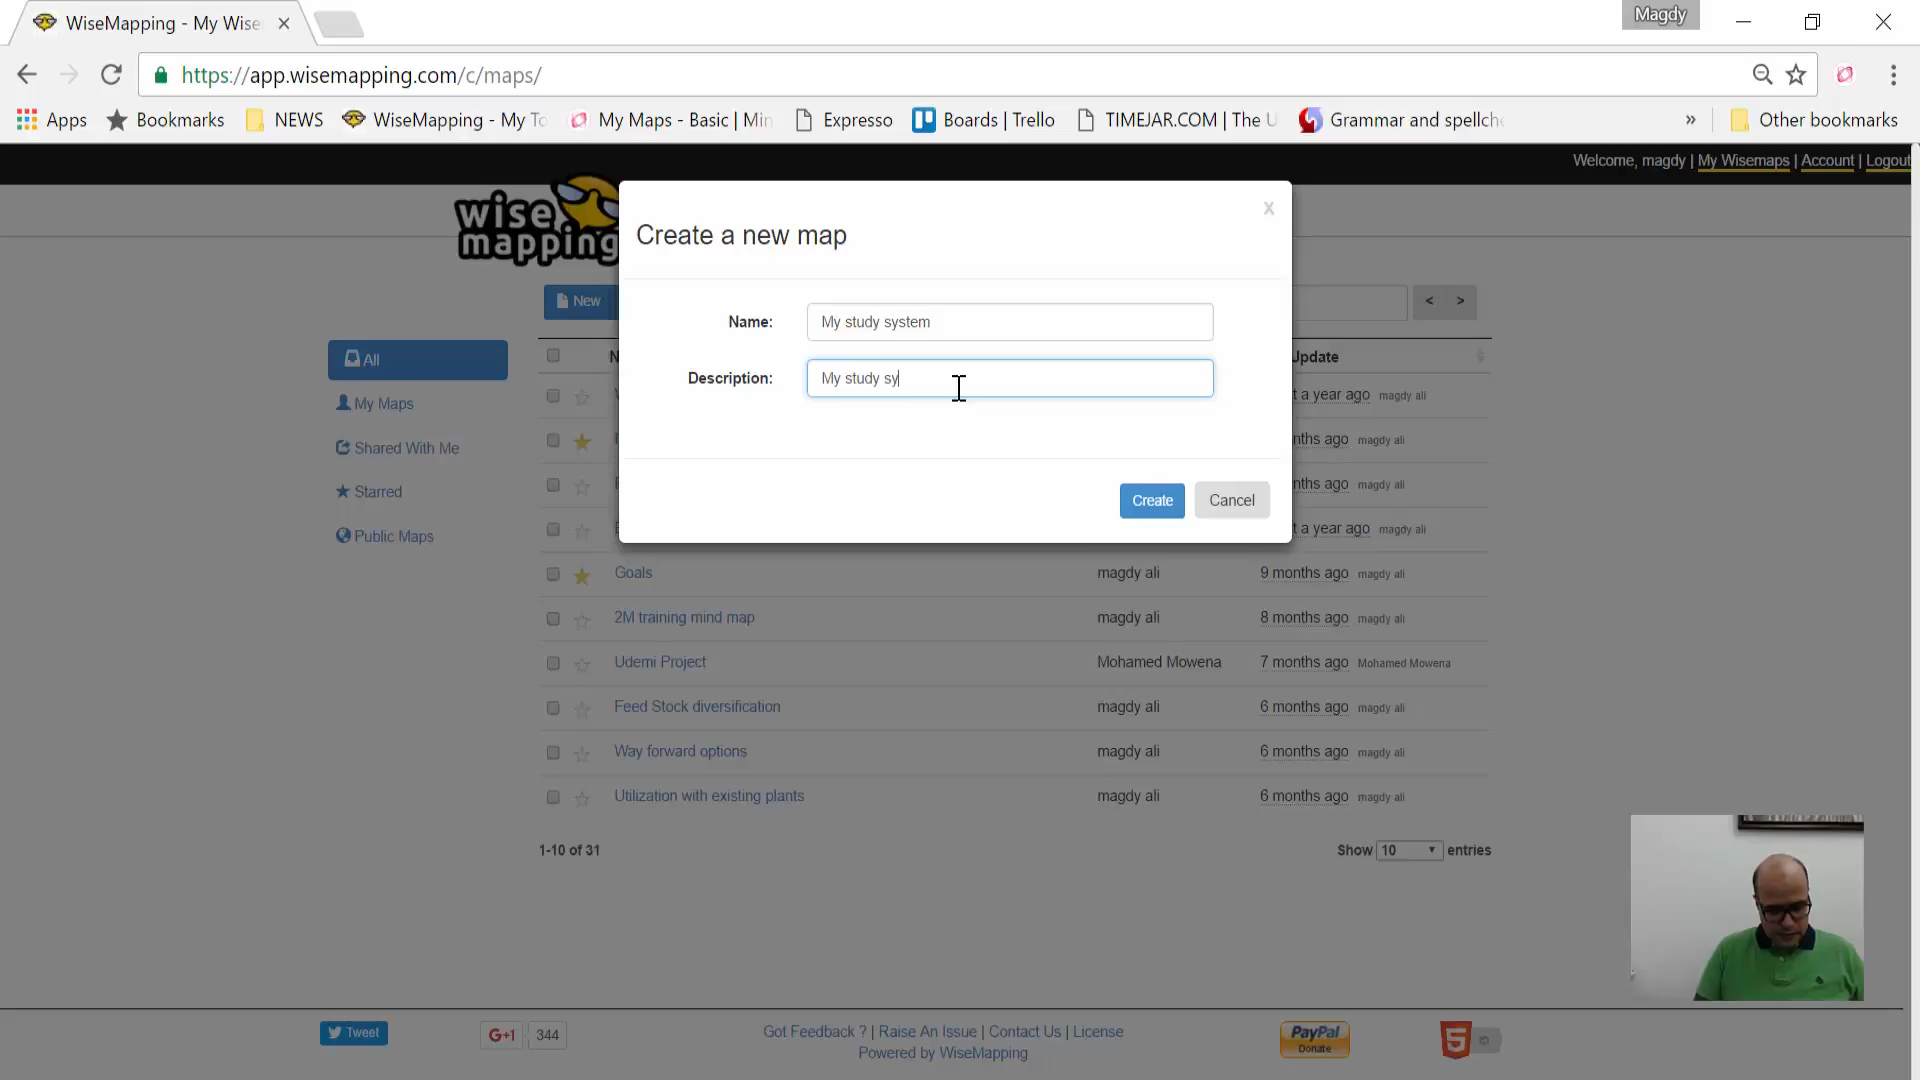 WiseMapping - My Wise
Magdy
https://app.wisemapping.com/c/maps/
Apps
Bookmarks
NEWS
WiseMapping - My To
My Maps - Basic | Min
Expresso
Boards | Trello
TIMEJAR.COM | The U
Grammar and spellche
»
Other bookmarks
Welcome, magdy | My Wisemaps | Account | Logout
wise
mapping
Create a new map
x
Name: My study system
Description: My study sy
Create
Cancel
New
< >
All
My Maps
Shared With Me
Starred
Public Maps
N
Update
t a year ago magdy ali
nths ago magdy ali
nths ago magdy ali
t a year ago magdy ali
Goals magdy ali 9 months ago magdy ali
2M training mind map magdy ali 8 months ago magdy ali
Udemi Project Mohamed Mowena 7 months ago Mohamed Mowena
Feed Stock diversification magdy ali 6 months ago magdy ali
Way forward options magdy ali 6 months ago magdy ali
Utilization with existing plants magdy ali 6 months ago magdy ali
1-10 of 31
Show 10 entries
Tweet
G+1 344
Got Feedback ? | Raise An Issue | Contact Us | License
Powered by WiseMapping
PayPal
Donate
5